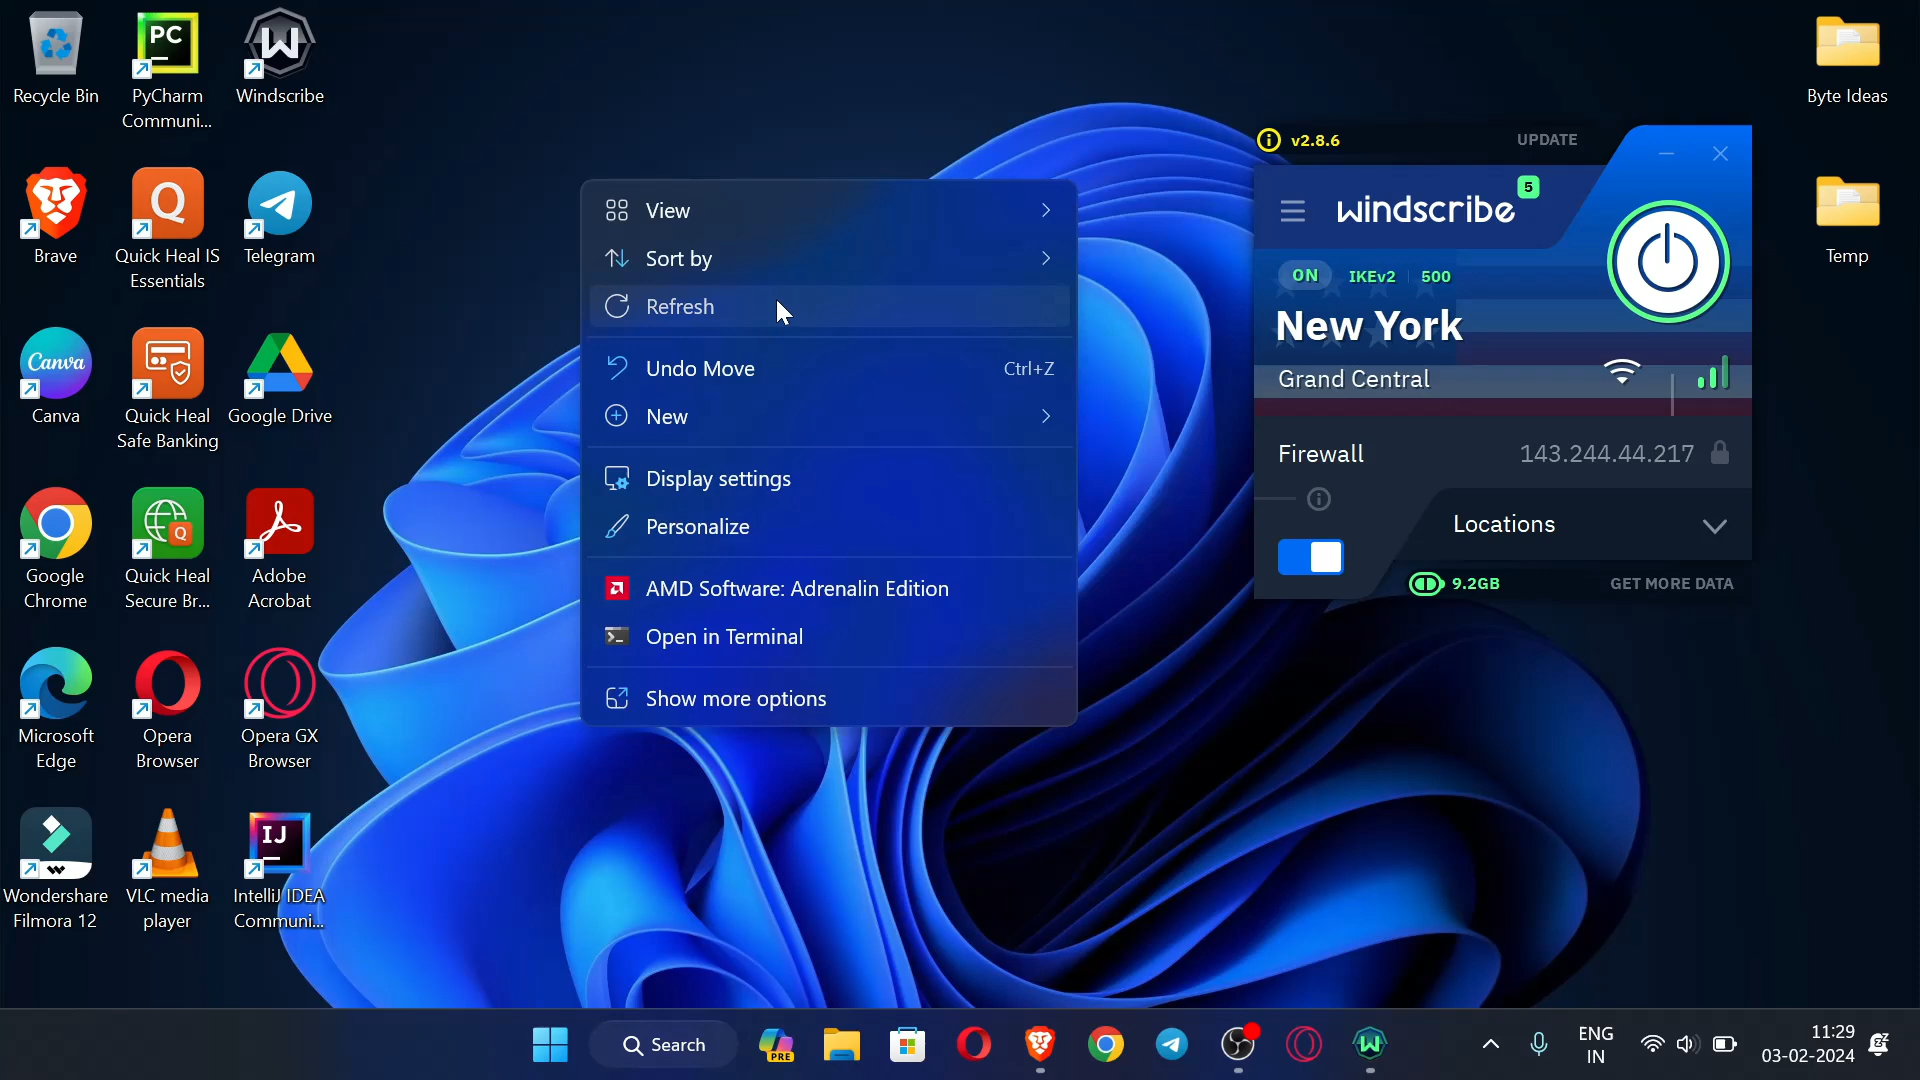 Recycle Bin
PC
PyCharm
Communi...
Windscribe
Brave
Q
Quick Heal IS
Essentials
Telegram
Canva
Canva
Quick Heal
Safe Banking
Google Drive
Google
Chrome
Q
Quick Heal
Secure Br...
Adobe
Acrobat
Microsoft
Edge
Opera
Browser
Opera GX
Browser
Wondershare
Filmora 12
VLC media
player
IJ
IntelliJ IDEA
Communi...
View
Sort by
Refresh
Undo Move Ctrl+Z
New
Display settings
Personalize
AMD Software: Adrenalin Edition
Open in Terminal
Show more options
v2.8.6 UPDATE
windscribe 5
ON IKEv2 500
New York
Grand Central
Firewall 143.244.44.217
Locations
9.2GB GET MORE DATA
Byte Ideas
Temp
Search
PRE
ENG
IN
11:29
03-02-2024